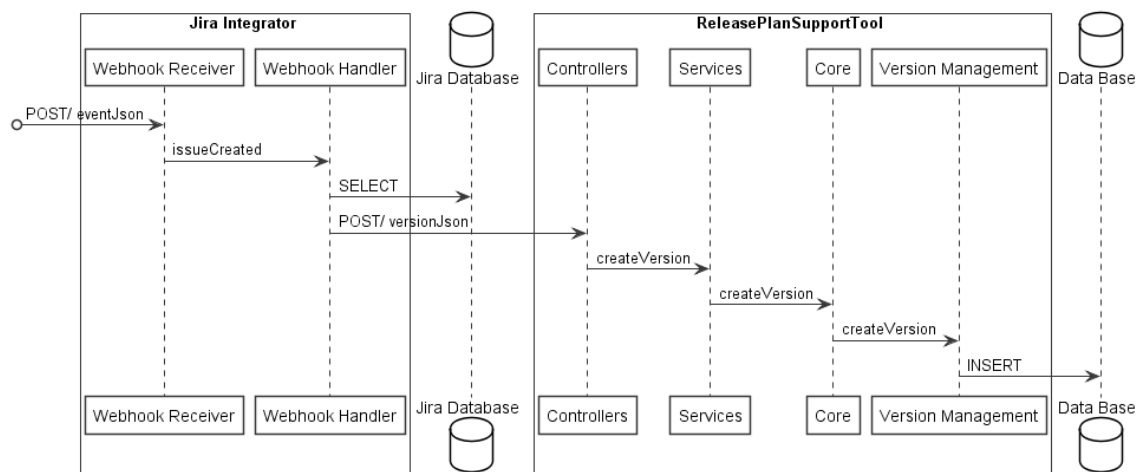 Jira Integrator
ReleasePlanSupportTool
Webhook Receiver
Webhook Handler
Jira Database
Controllers
Services
Core
Version Management
Data Base
POST/ eventJson
issueCreated
SELECT
POST/ versionJson
createVersion
createVersion
createVersion
INSERT
Webhook Receiver
Webhook Handler
Jira Database
Controllers
Services
Core
Version Management
Data Base